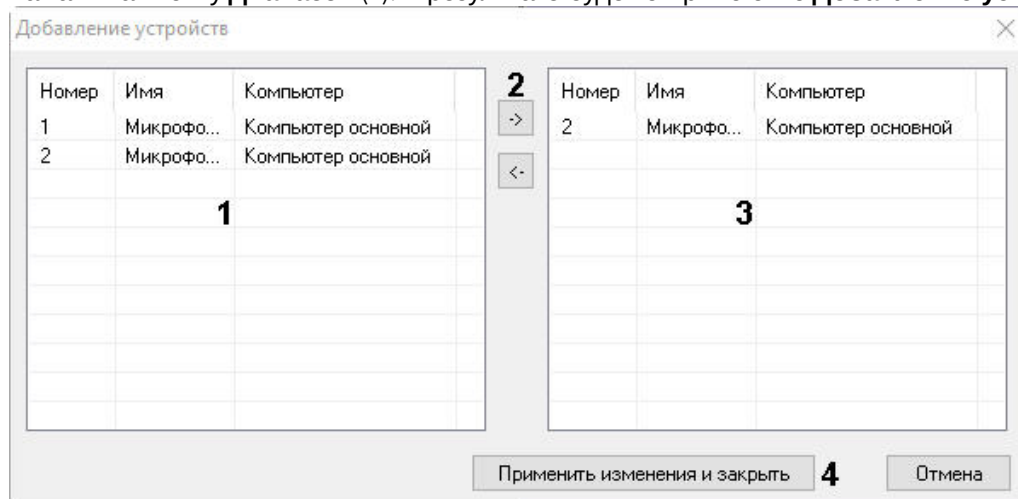 Добавление устройств
Номер Имя Компьютер
1 Микрофо... Компьютер основной
2 Микрофо... Компьютер основной
1
2
->
<-
Номер Имя Компьютер
2 Микрофо... Компьютер основной
3
Применить изменения и закрыть 4 Отмена